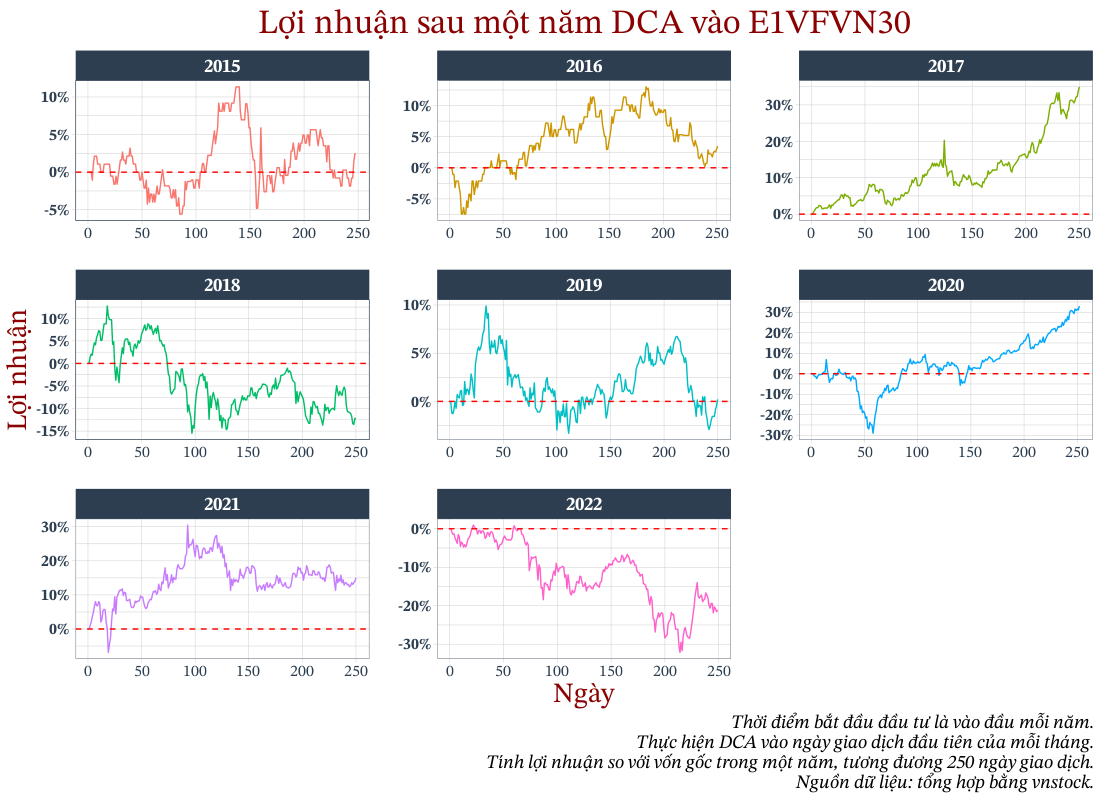 Lợi nhuận sau một năm DCA vào E1VFVN30
2015
2016
2017
10%
5%
0%
-5%
10%
5%
0%
-5%
30%
20%
10%
0%
0 50 100 150 200 250
0 50 100 150 200 250
0 50 100 150 200 250
2018
2019
2020
Lợi nhuận
10%
5%
0%
-5%
-10%
-15%
10%
5%
0%
30%
20%
10%
0%
-10%
-20%
-30%
0 50 100 150 200 250
0 50 100 150 200 250
0 50 100 150 200 250
2021
2022
30%
20%
10%
0%
0%
-10%
-20%
-30%
0 50 100 150 200 250
0 50 100 150 200 250
Ngày
Thời điểm bắt đầu đầu tư là vào đầu mỗi năm.
Thực hiện DCA vào ngày giao dịch đầu tiên của mỗi tháng.
Tính lợi nhuận so với vốn gốc trong một năm, tương đương 250 ngày giao dịch.
Nguồn dữ liệu: tổng hợp bằng vnstock.